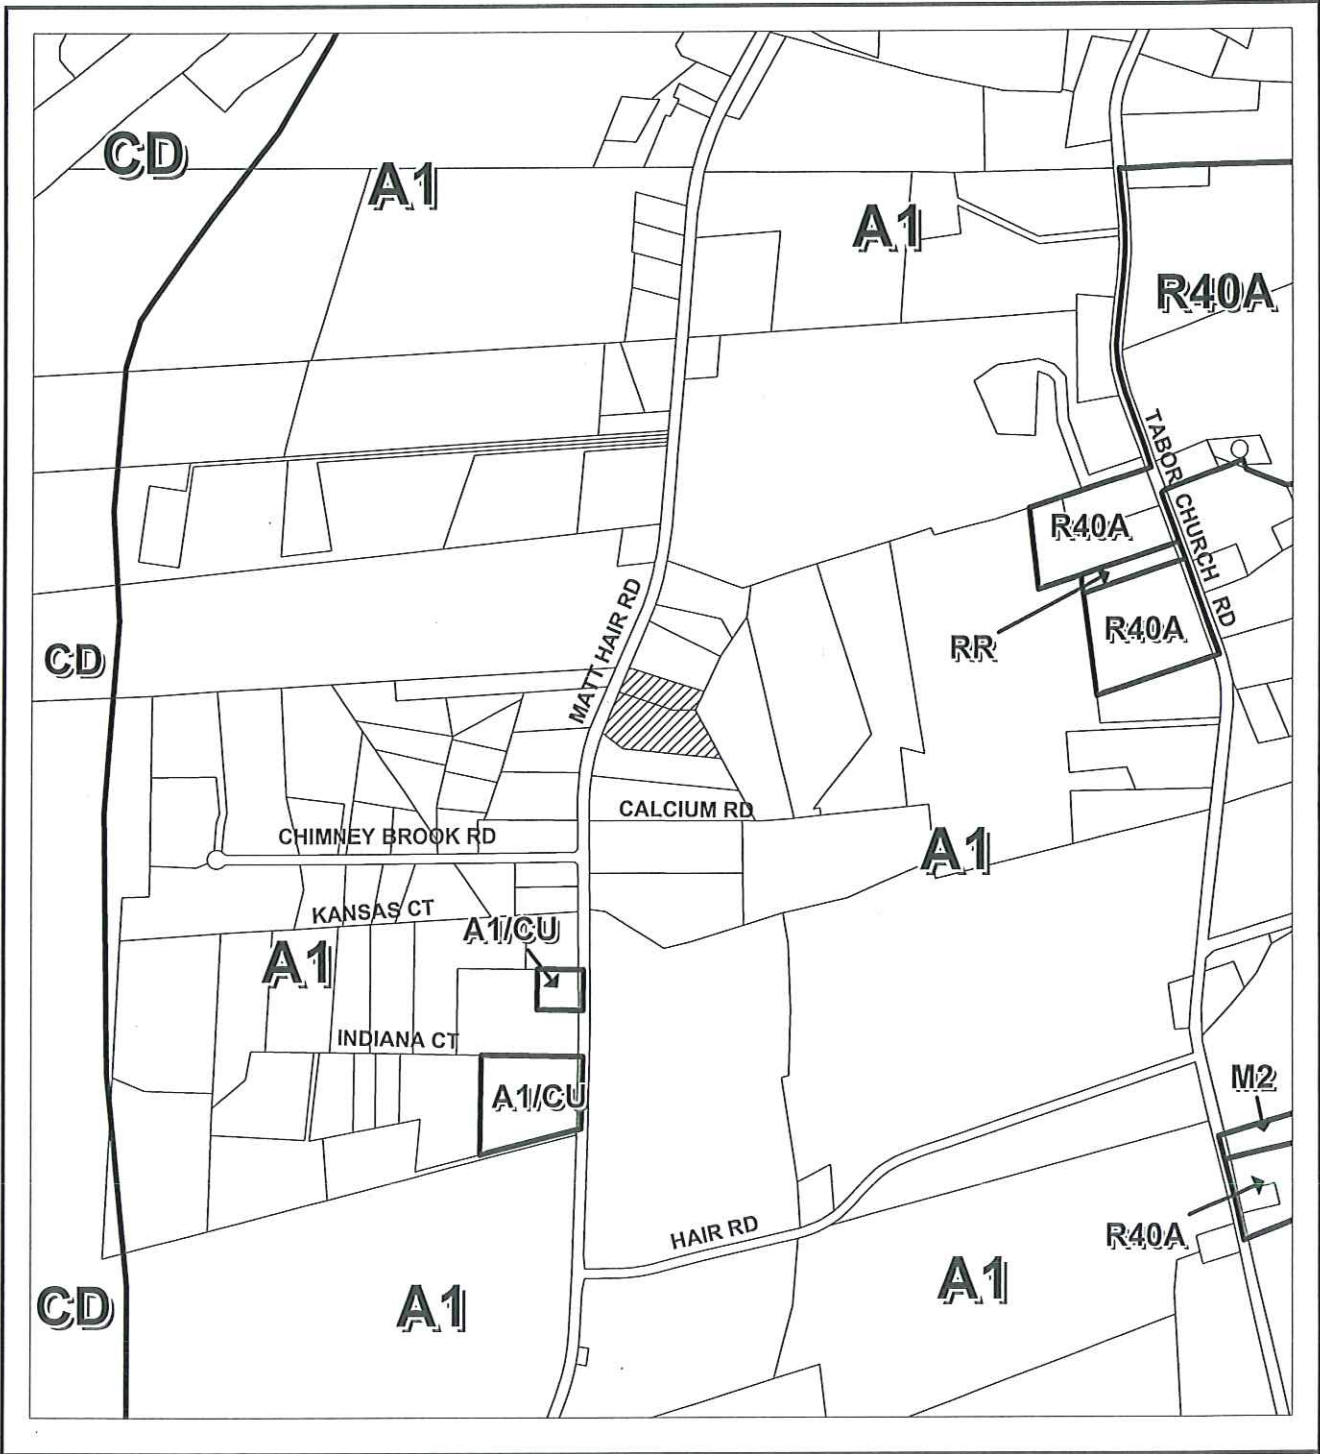 CD
A1
A1
R40A
TABOR CHURCH RD
R40A
MATT HAIR RD
R40A
RR
CD
CALCIUM RD
CHIMNEY BROOK RD
A1
KANSAS CT
A1/CU
A1
INDIANA CT
M2
A1/CU
HAIR RD
R40A
A1
CD
A1